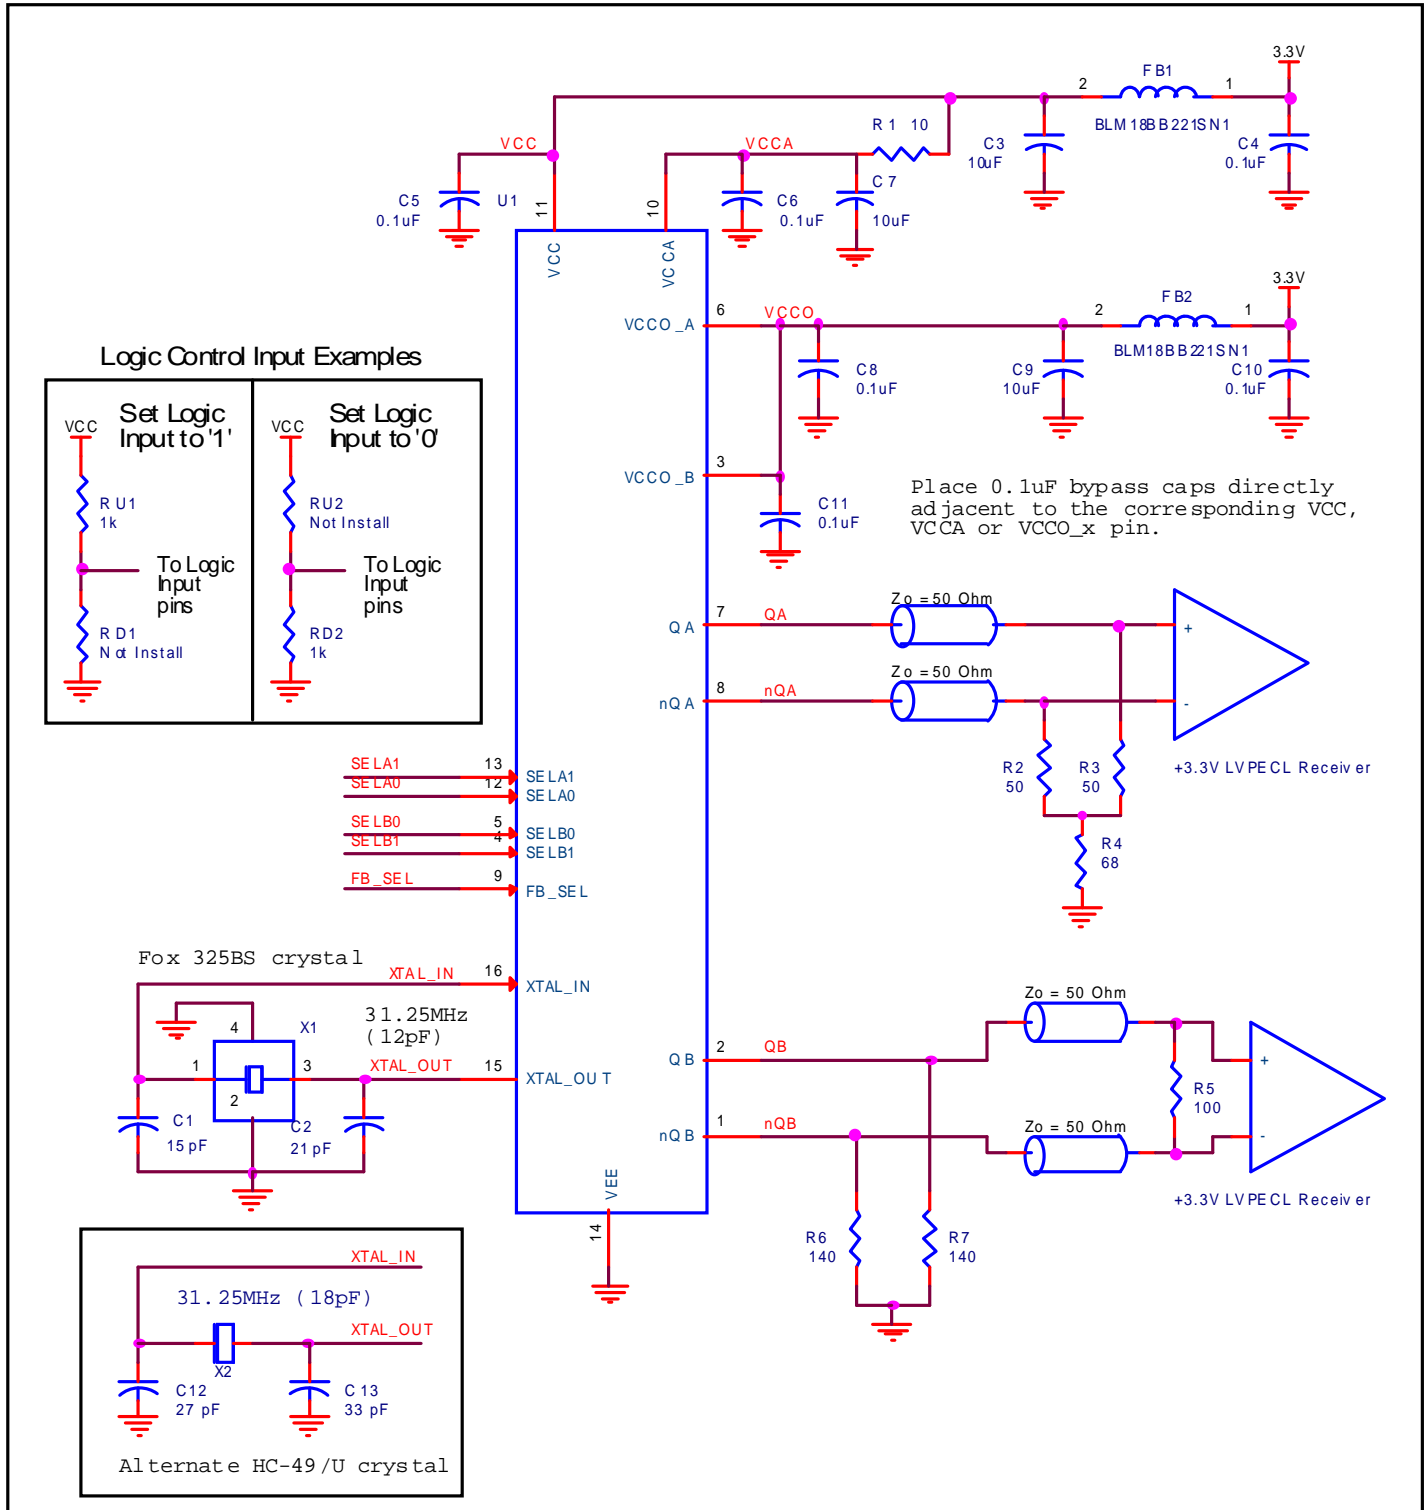 3.3V
FB1
2
1
BLM18BB221SN1
R1 10
C3
10uF
C4
0.1uF
VCC
VCCA
C5
0.1uF
U1
11
10
C6
0.1uF
C7
10uF
VCC
VCCA
3.3V
FB2
2
1
BLM18BB221SN1
VCCO_A
6
VCCO
C8
0.1uF
C9
10uF
C10
0.1uF
VCCO_B
3
C11
0.1uF
Place 0.1uF bypass caps directly
adjacent to the corresponding VCC,
VCCA or VCCO_x pin.
Logic Control Input Examples
Set Logic
Input to '1'
VCC
RU1
1k
To Logic
Input
pins
RD1
Not Install
Set Logic
Input to '0'
VCC
RU2
Not Install
To Logic
Input
pins
RD2
1k
QA
7
QA
Zo = 50 Ohm
+
nQA
8
nQA
Zo = 50 Ohm
-
R2
50
R3
50
+3.3V LVPECL Receiver
R4
68
SELA1
13
SELA1
SELA0
12
SELA0
SELB0
5
SELB0
SELB1
4
SELB1
FB_SEL
9
FB_SEL
Fox 325BS crystal
XTAL_IN
16
XTAL_IN
31.25MHz
(12pF)
4
X1
1
3
2
XTAL_OUT
15
XTAL_OUT
C1
15pF
C2
21pF
QB
2
QB
Zo = 50 Ohm
+
R5
100
nQB
1
nQB
Zo = 50 Ohm
-
+3.3V LVPECL Receiver
R6
140
R7
140
VEE
14
XTAL_IN
31.25MHz (18pF)
XTAL_OUT
X2
C12
27 pF
C13
33 pF
Alternate HC-49/U crystal